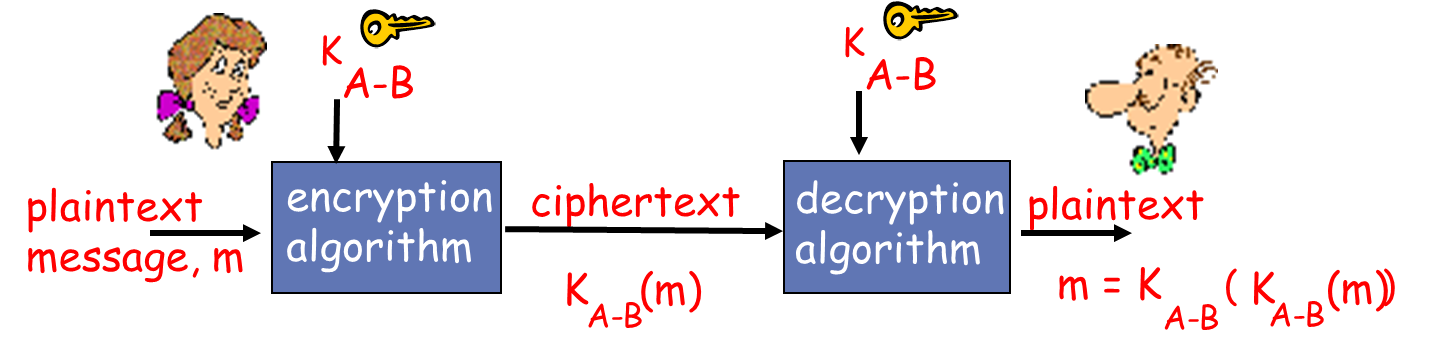 K A-B
K A-B
plaintext message, m
encryption algorithm
ciphertext
K A-B (m)
decryption algorithm
plaintext
m = K A-B ( K A-B (m))